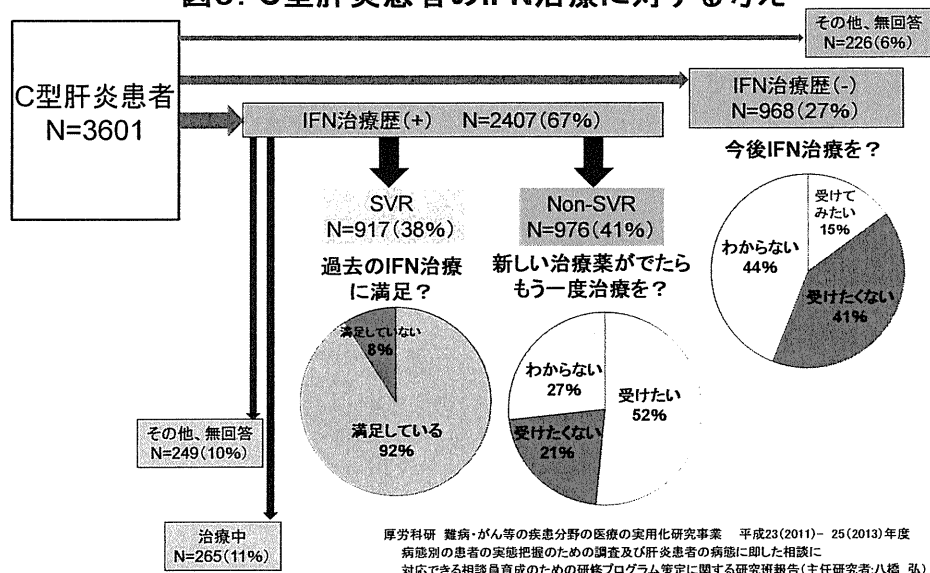 図3. C型肝炎患者のIFN治療に対する考え
その他、無回答
N=226(6%)
C型肝炎患者
N=3601
IFN治療歴(-)
N=968(27%)
IFN治療歴(+) N=2407(67%)
今後IFN治療を?
SVR
N=917(38%)
Non-SVR
N=976(41%)
過去のIFN治療
に満足?
新しい治療薬がでたら
もう一度治療を?
受けて
みたい
15%
わからない
44%
受けたくない
41%
満足していない
8%
満足している
92%
わからない
27%
受けたい
52%
受けたくない
21%
その他、無回答
N=249(10%)
治療中
N=265(11%)
厚労科研 難病・がん等の疾患分野の医療の実用化研究事業 平成23(2011)- 25(2013)年度
病態別の患者の実態把握のための調査及び肝炎患者の病態に即した相談に
対応できる相談員育成のための研修プログラム策定に関する研究班報告(主任研究者:八橋 弘)